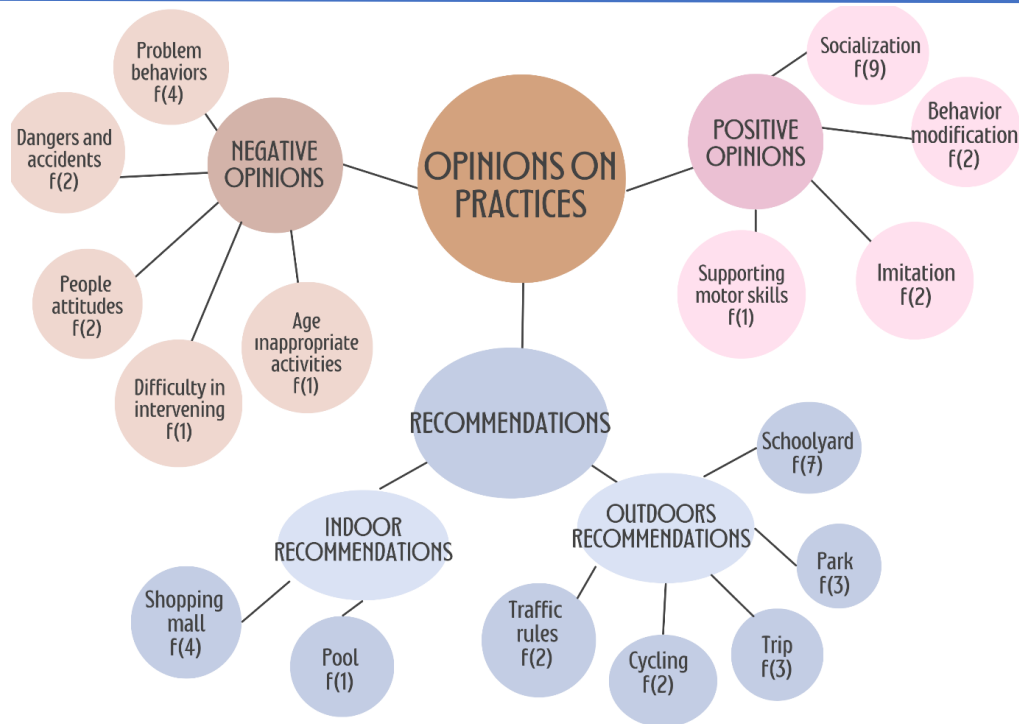 OPINIONS ON
PRACTICES
NEGATIVE
OPINIONS
Problem
behaviors
f(4)
Dangers and
accidents
f(2)
People
attitudes
f(2)
Difficulty in
intervening
f(1)
Age
inappropriate
activities
f(1)
POSITIVE
OPINIONS
Socialization
f(9)
Behavior
modification
f(2)
Imitation
f(2)
Supporting
motor skills
f(1)
RECOMMENDATIONS
INDOOR
RECOMMENDATIONS
Shopping
mall
f(4)
Pool
f(1)
OUTDOORS
RECOMMENDATIONS
Schoolyard
f(7)
Park
f(3)
Trip
f(3)
Cycling
f(2)
Traffic
rules
f(2)